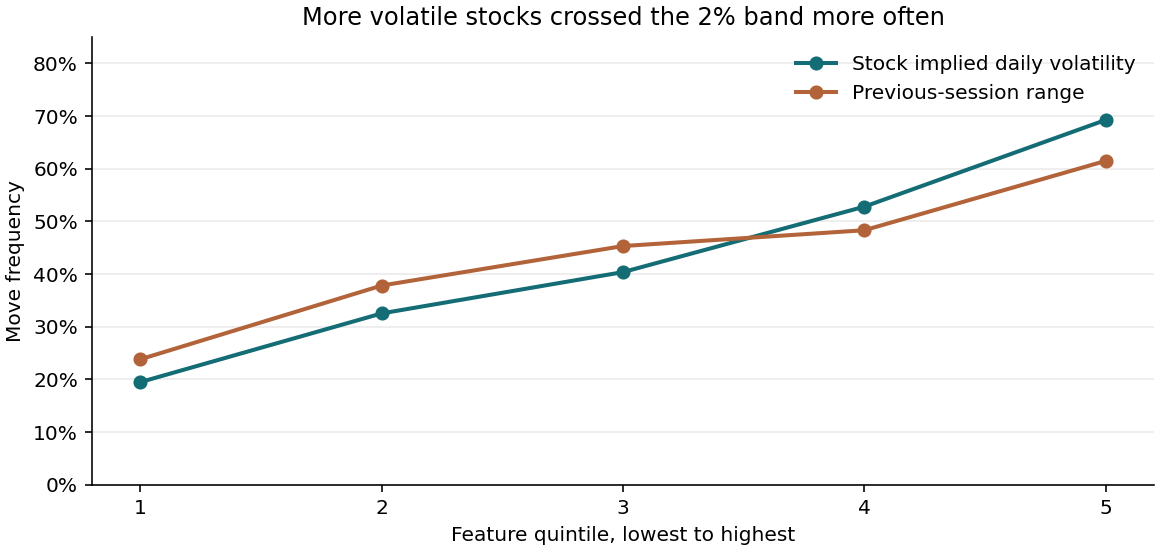 More volatile stocks crossed the 2% band more often
Stock implied daily volatility
Previous-session range
Move frequency
80%
70%
60%
50%
40%
30%
20%
10%
0%
1 2 3 4 5
Feature quintile, lowest to highest